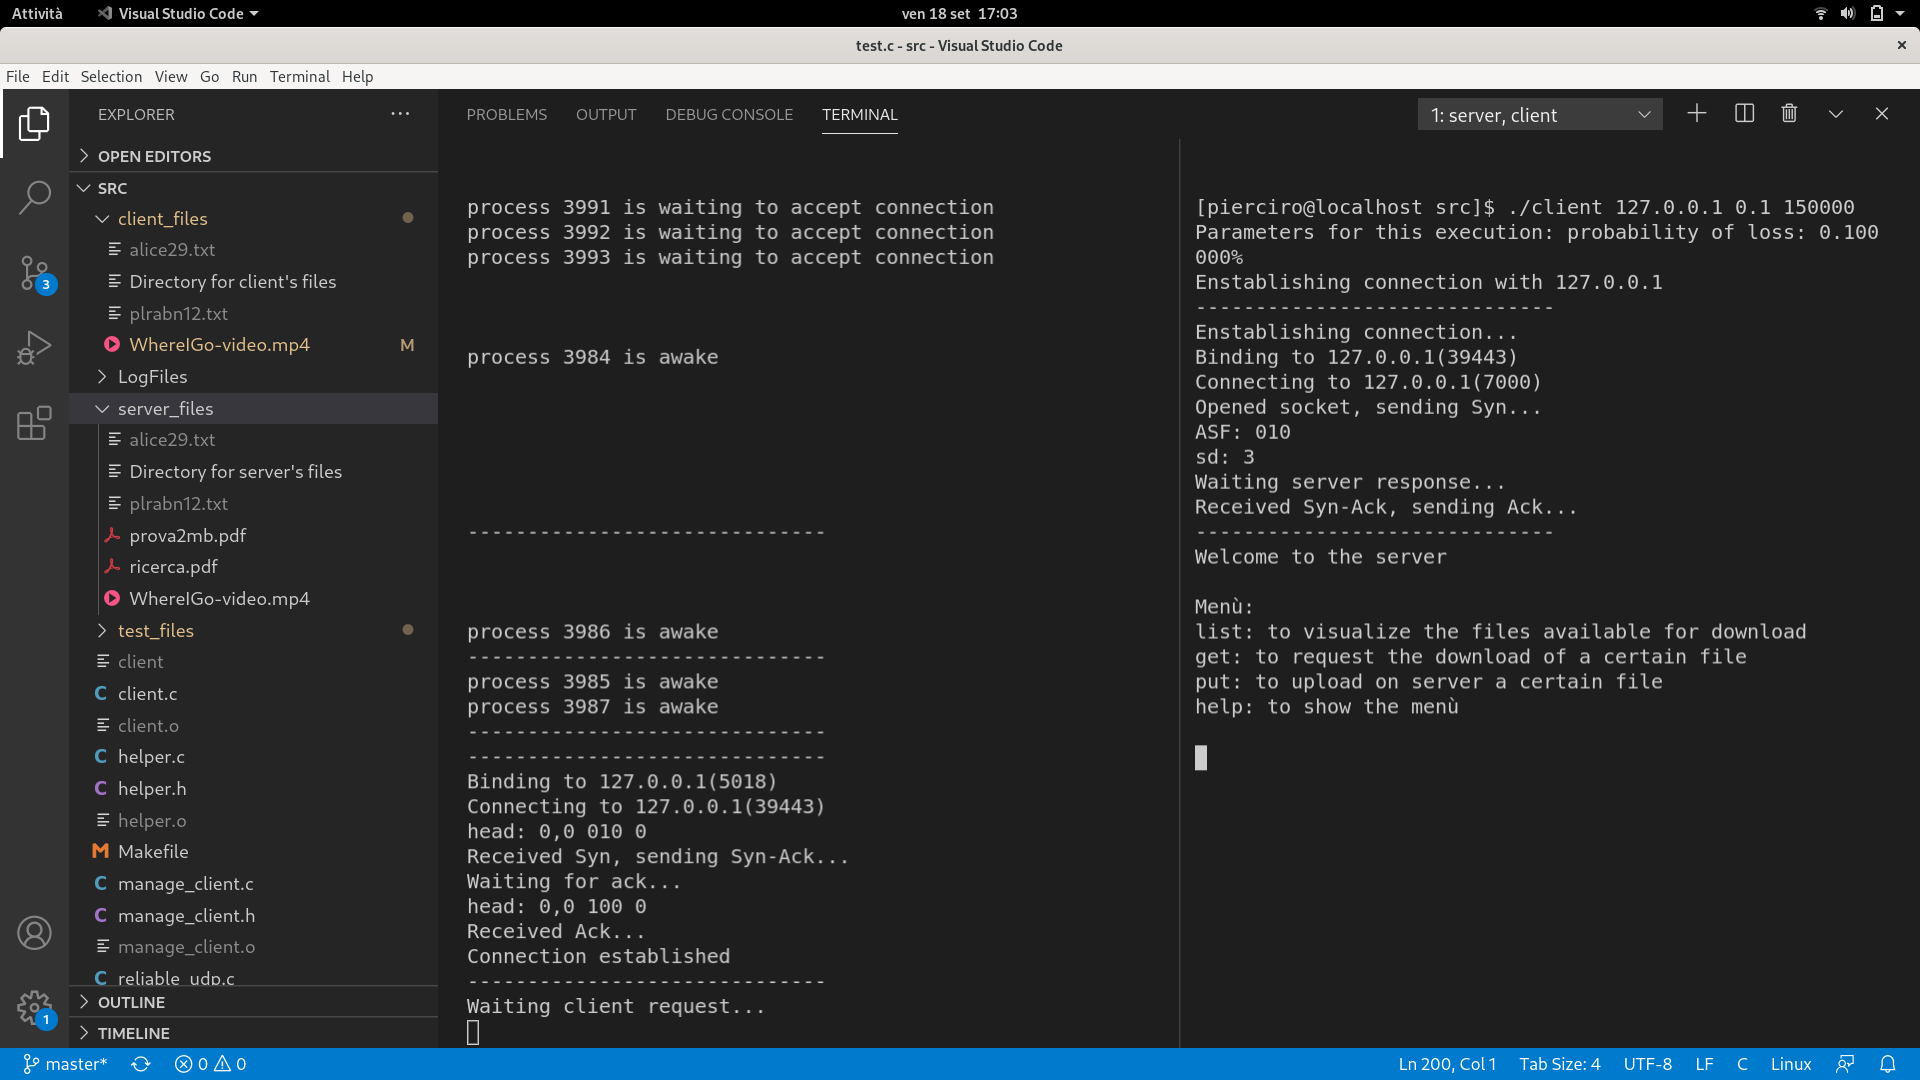 Attività
Visual Studio Code
ven 18 set 17:03
test.c - src - Visual Studio Code
File Edit Selection View Go Run Terminal Help
EXPLORER
OPEN EDITORS
SRC
client_files
alice29.txt
Directory for client's files
plrabn12.txt
WhereIGo-video.mp4 M
LogFiles
server_files
alice29.txt
Directory for server's files
plrabn12.txt
prova2mb.pdf
ricerca.pdf
WhereIGo-video.mp4
test_files
client
client.c
client.o
helper.c
helper.h
helper.o
Makefile
manage_client.c
manage_client.h
manage_client.o
reliable_udp.c
OUTLINE
TIMELINE
3
1
PROBLEMS OUTPUT DEBUG CONSOLE TERMINAL
1: server, client
process 3991 is waiting to accept connection
process 3992 is waiting to accept connection
process 3993 is waiting to accept connection
process 3984 is awake
------------------------------
process 3986 is awake
------------------------------
process 3985 is awake
process 3987 is awake
------------------------------
------------------------------
Binding to 127.0.0.1(5018)
Connecting to 127.0.0.1(39443)
head: 0,0 010 0
Received Syn, sending Syn-Ack...
Waiting for ack...
head: 0,0 100 0
Received Ack...
Connection established
------------------------------
Waiting client request...
[pierciro@localhost src]$ ./client 127.0.0.1 0.1 150000
Parameters for this execution: probability of loss: 0.100
000%
Enstablishing connection with 127.0.0.1
------------------------------
Enstablishing connection...
Binding to 127.0.0.1(39443)
Connecting to 127.0.0.1(7000)
Opened socket, sending Syn...
ASF: 010
sd: 3
Waiting server response...
Received Syn-Ack, sending Ack...
------------------------------
Welcome to the server
Menù:
list: to visualize the files available for download
get: to request the download of a certain file
put: to upload on server a certain file
help: to show the menù
master* 0 0
Ln 200, Col 1 Tab Size: 4 UTF-8 LF C Linux